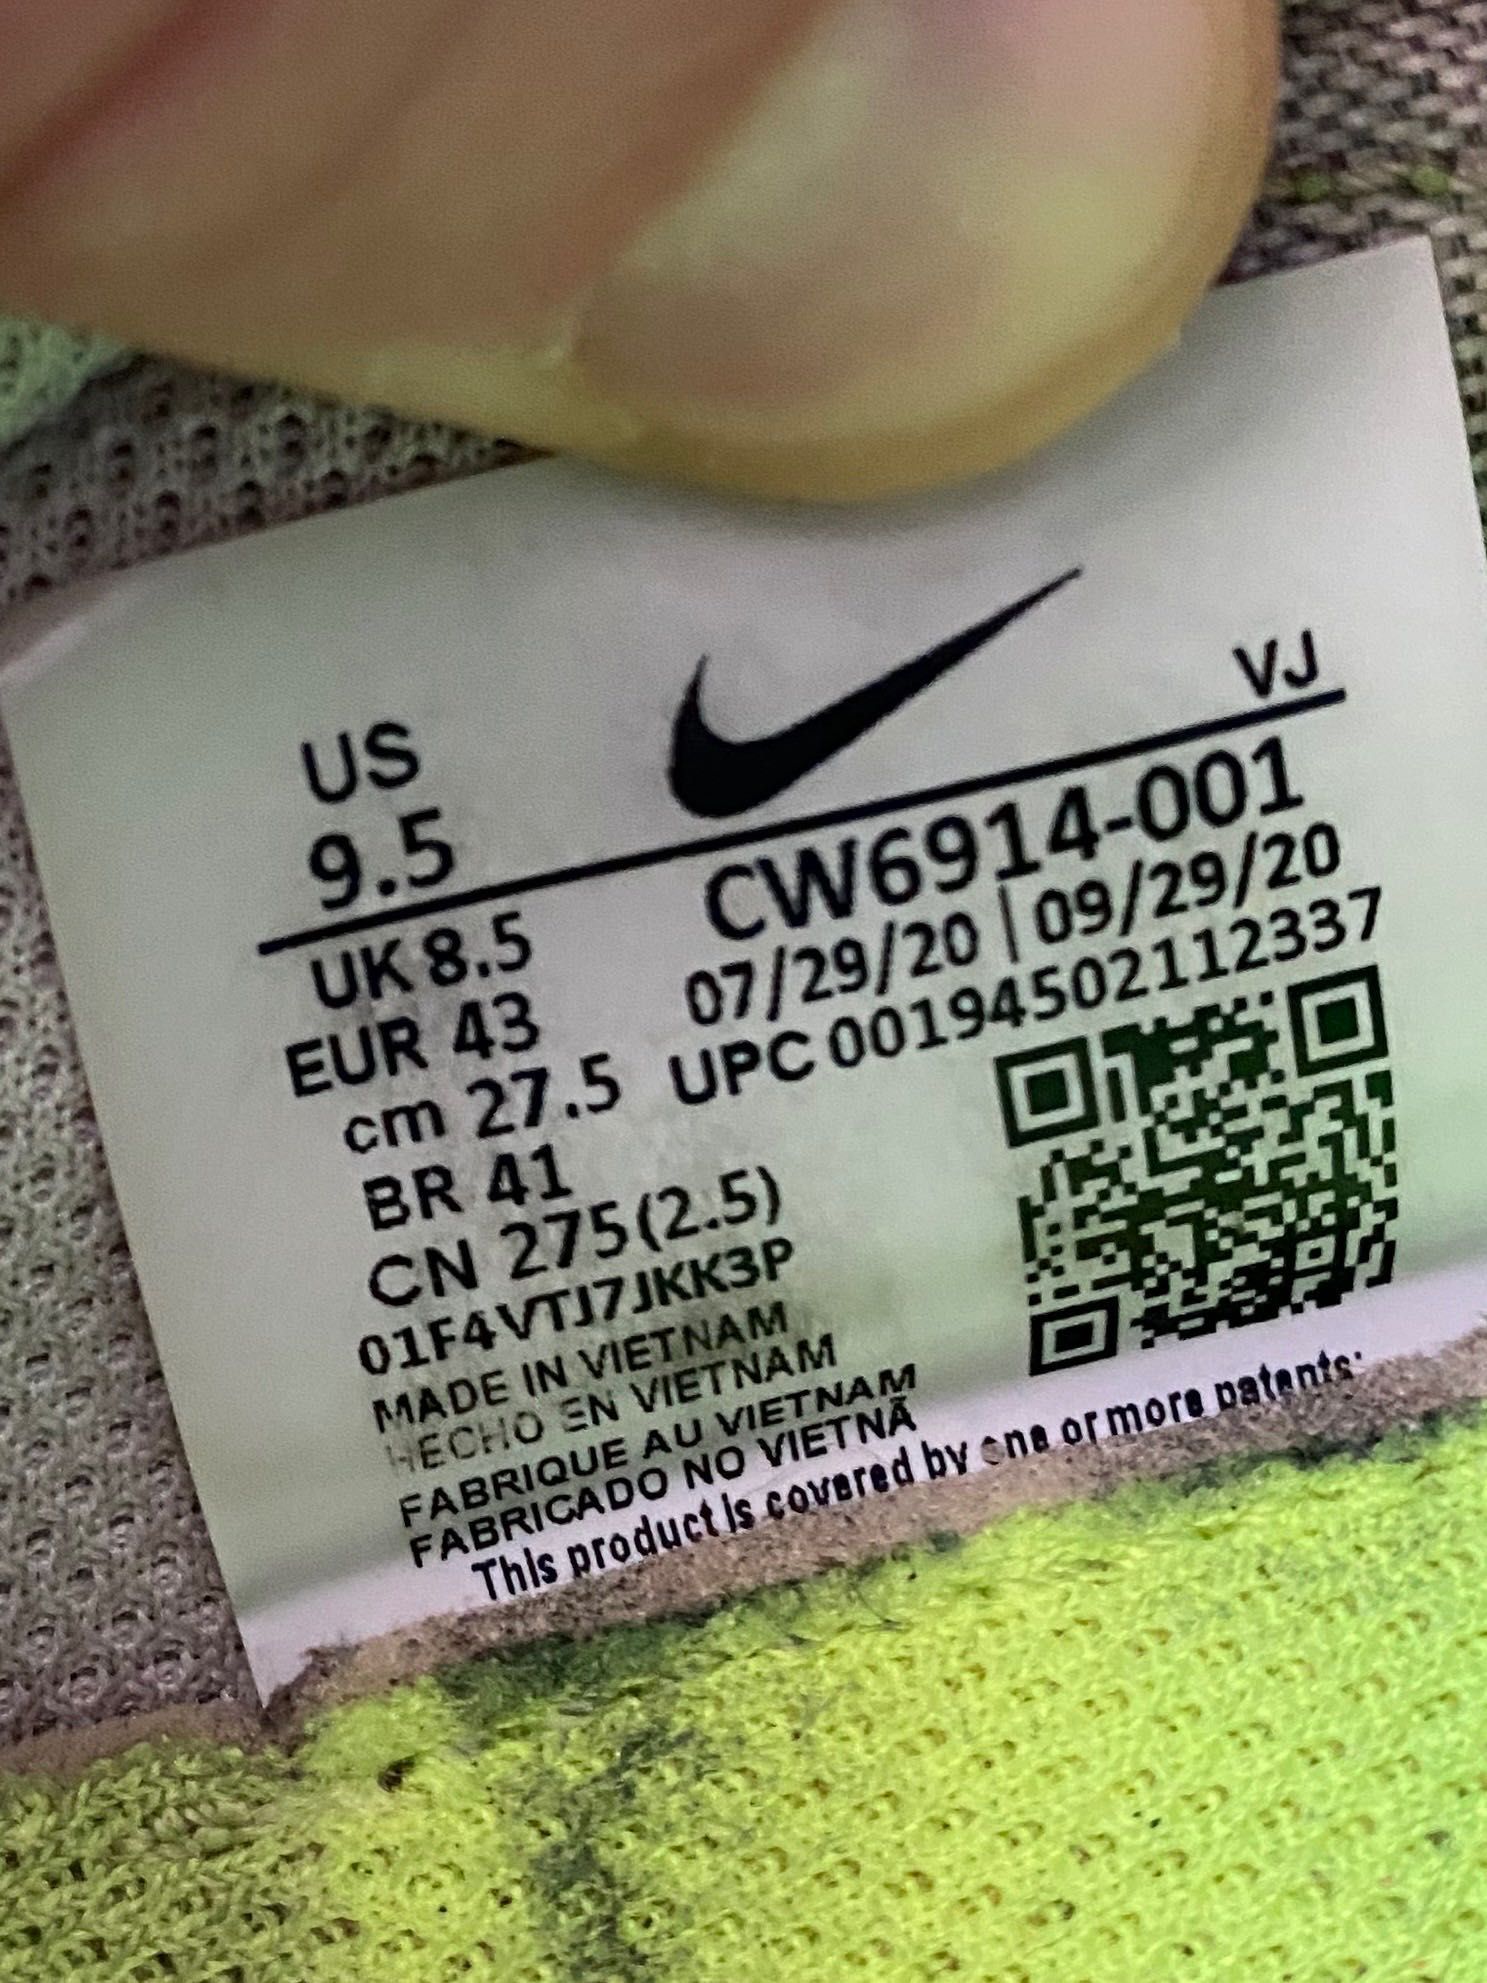 VJ
US
9.5
CW6914-001
UK 8.5
07/29/20 | 09/29/20
EUR 43
UPC 00194502112337
cm 27.5
BR 41
CN 275(2.5)
01F4VTJ7JKK3P
MADE IN VIETNAM
HECHO EN VIETNAM
FABRIQUE AU VIETNAM
FABRICADO NO VIETNÃ
This product is covered by one or more patents: